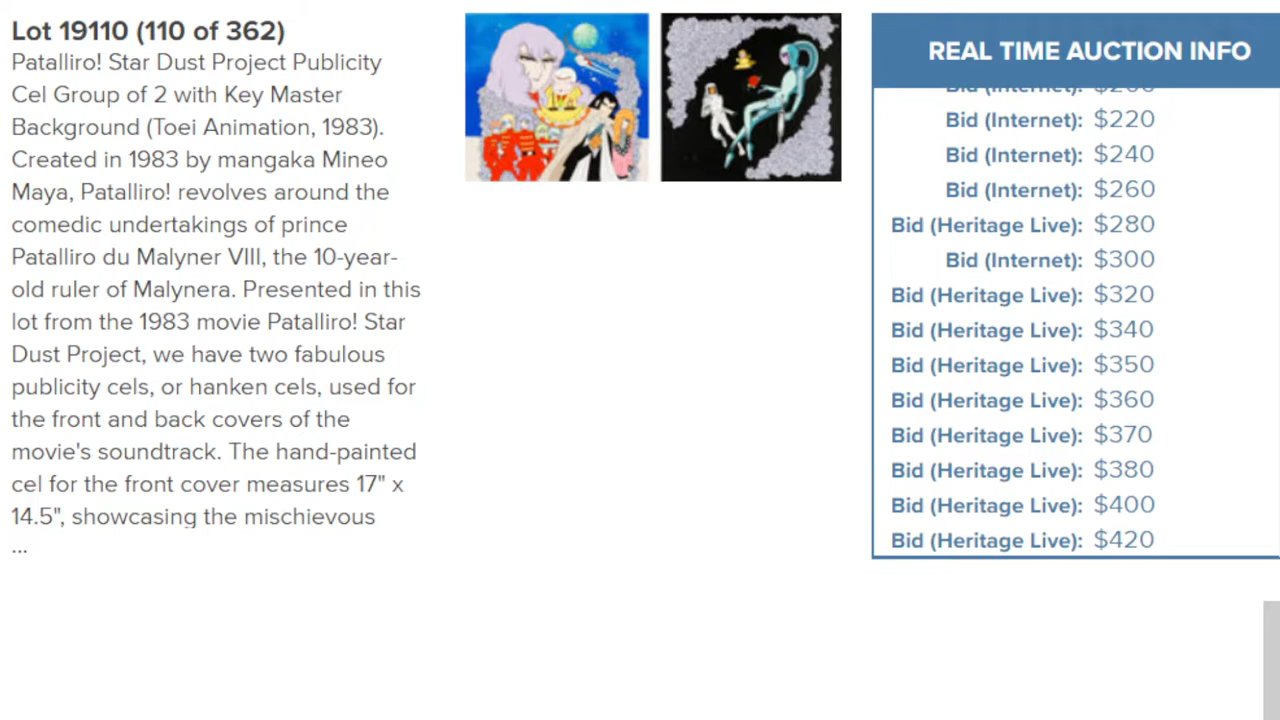 Lot 19110 (110 of 362)
Patalliro! Star Dust Project Publicity
Cel Group of 2 with Key Master
Background (Toei Animation, 1983).
Created in 1983 by mangaka Mineo
Maya, Patalliro! revolves around the
comedic undertakings of prince
Patalliro du Malyner VIII, the 10-year-
old ruler of Malynera. Presented in this
lot from the 1983 movie Patalliro! Star
Dust Project, we have two fabulous
publicity cels, or hanken cels, used for
the front and back covers of the
movie's soundtrack. The hand-painted
cel for the front cover measures 17" x
14.5", showcasing the mischievous
...
REAL TIME AUCTION INFO
Bid (Internet): $200
Bid (Internet): $220
Bid (Internet): $240
Bid (Internet): $260
Bid (Heritage Live): $280
Bid (Internet): $300
Bid (Heritage Live): $320
Bid (Heritage Live): $340
Bid (Heritage Live): $350
Bid (Heritage Live): $360
Bid (Heritage Live): $370
Bid (Heritage Live): $380
Bid (Heritage Live): $400
Bid (Heritage Live): $420